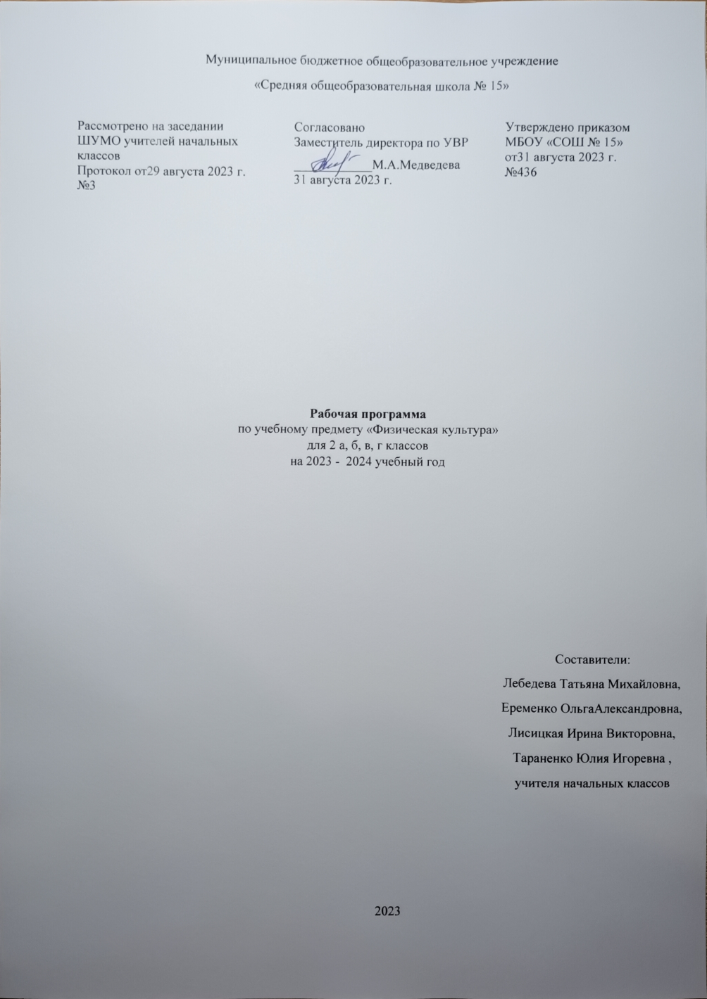 Муниципальное бюджетное общеобразовательное учреждение
«Средняя общеобразовательная школа № 15»
Рассмотрено на заседании
ШУМО учителей начальных
классов
Протокол от29 августа 2023 г.
№3
Согласовано
Заместитель директора по УВР
____________М.А.Медведева
31 августа 2023 г.
Утверждено приказом
МБОУ «СОШ № 15»
от31 августа 2023 г.
№436
Рабочая программа
по учебному предмету «Физическая культура»
для 2 а, б, в, г классов
на 2023 - 2024 учебный год
Составители:
Лебедева Татьяна Михайловна,
Еременко ОльгаАлександровна,
Лисицкая Ирина Викторовна,
Тараненко Юлия Игоревна ,
учителя начальных классов
2023